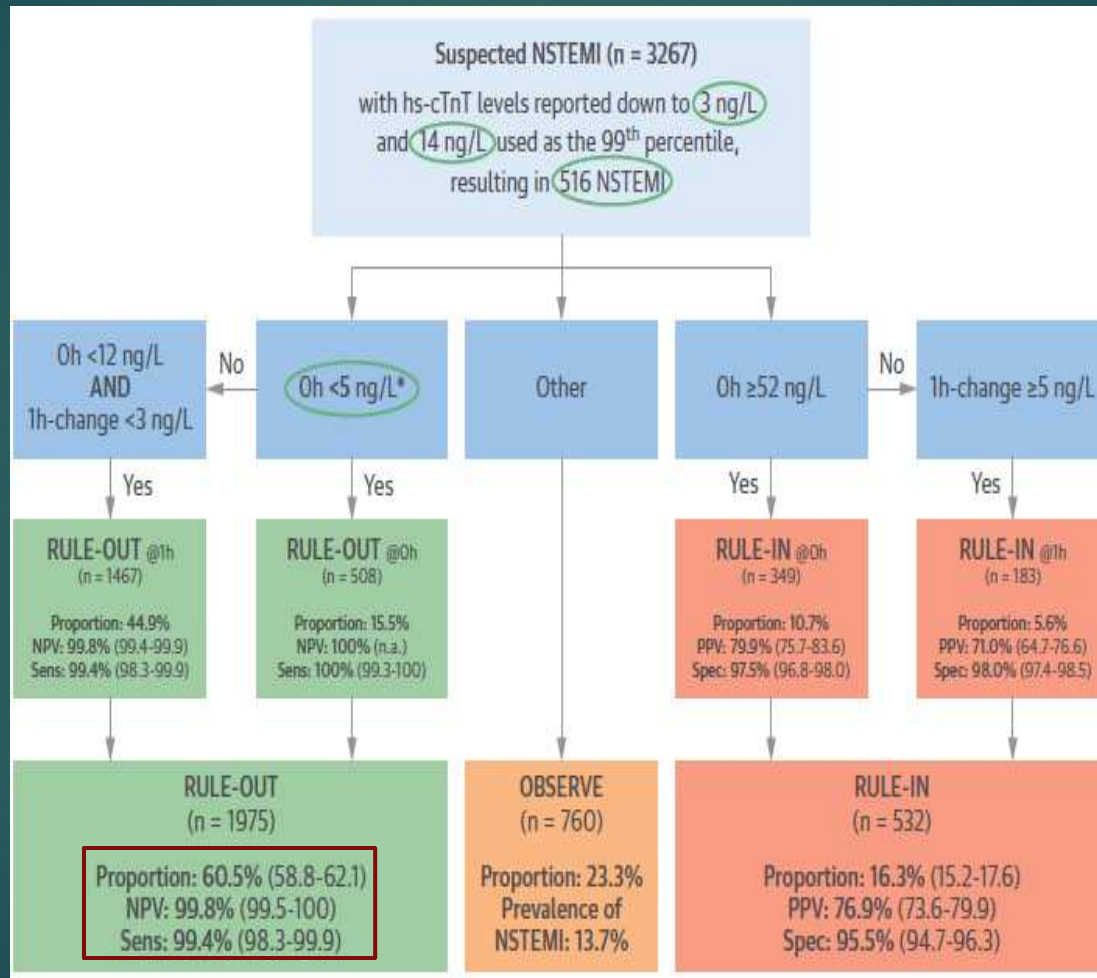 Suspected NSTEMI (n = 3267)
with hs-cTnT levels reported down to 3 ng/L
and 14 ng/L used as the 99th percentile,
resulting in 516 NSTEMI
0h <12 ng/L
AND
1h-change <3 ng/L
No
0h <5 ng/L*
Other
0h ≥52 ng/L
No
1h-change ≥5 ng/L
Yes
Yes
Yes
Yes
RULE-OUT @1h
(n = 1467)
Proportion: 44.9%
NPV: 99.8% (99.4-99.9)
Sens: 99.4% (98.3-99.9)
RULE-OUT @0h
(n = 508)
Proportion: 15.5%
NPV: 100% (n.a.)
Sens: 100% (99.3-100)
RULE-IN @0h
(n = 349)
Proportion: 10.7%
PPV: 79.9% (75.7-83.6)
Spec: 97.5% (96.8-98.0)
RULE-IN @1h
(n = 183)
Proportion: 5.6%
PPV: 71.0% (64.7-76.6)
Spec: 98.0% (97.4-98.5)
RULE-OUT
(n = 1975)
Proportion: 60.5% (58.8-62.1)
NPV: 99.8% (99.5-100)
Sens: 99.4% (98.3-99.9)
OBSERVE
(n = 760)
Proportion: 23.3%
Prevalence of
NSTEMI: 13.7%
RULE-IN
(n = 532)
Proportion: 16.3% (15.2-17.6)
PPV: 76.9% (73.6-79.9)
Spec: 95.5% (94.7-96.3)